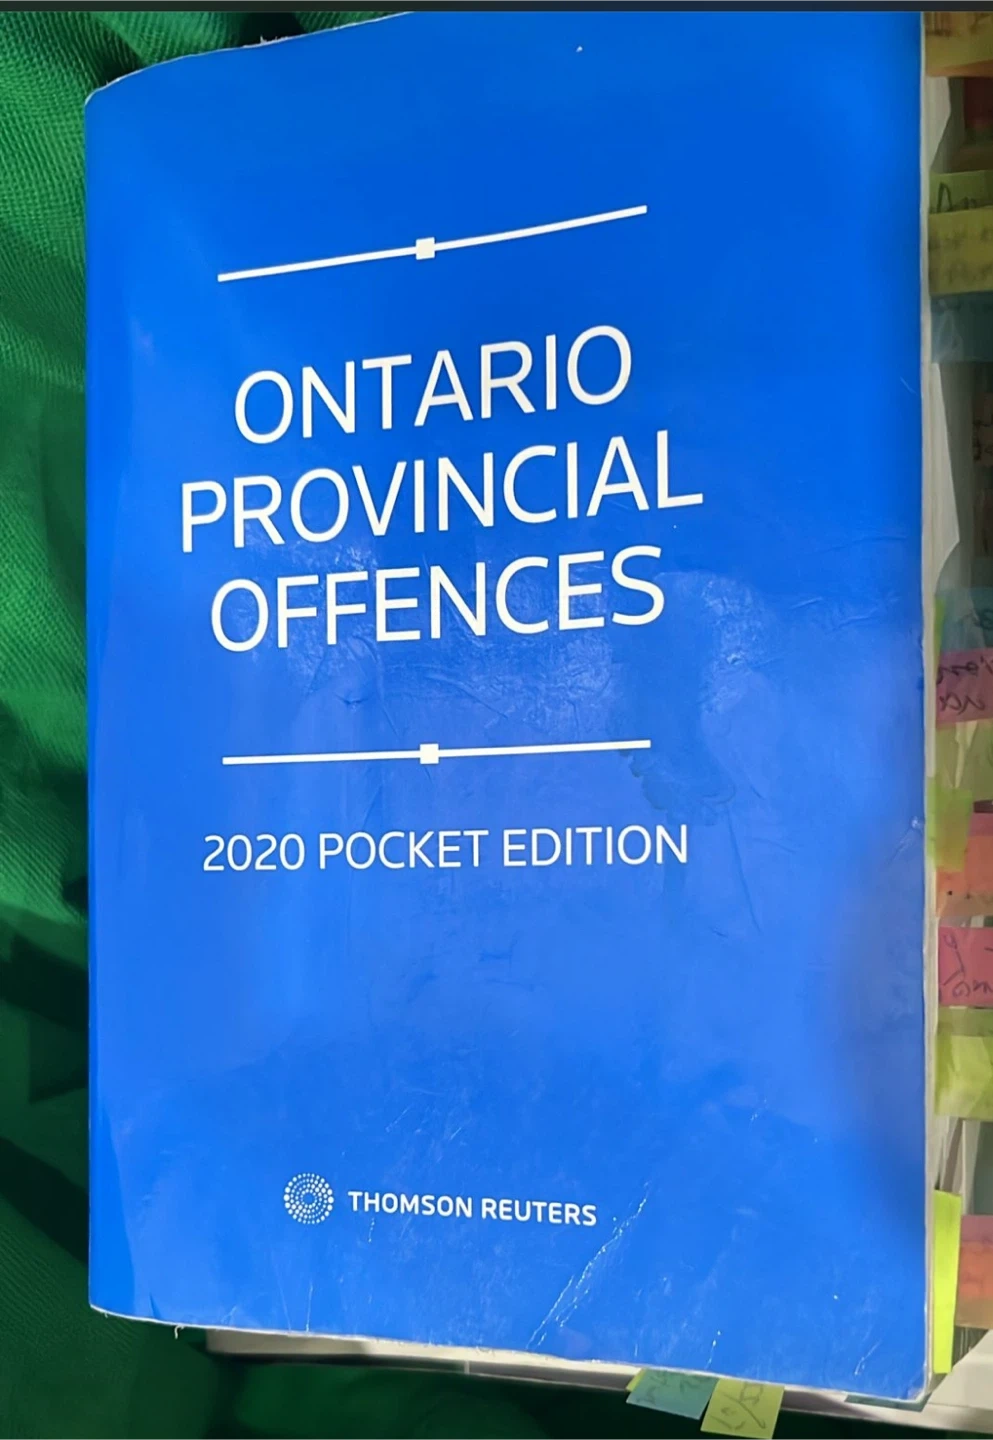 ONTARIO
PROVINCIAL
OFFENCES
2020 POCKET EDITION
THOMSON REUTERS